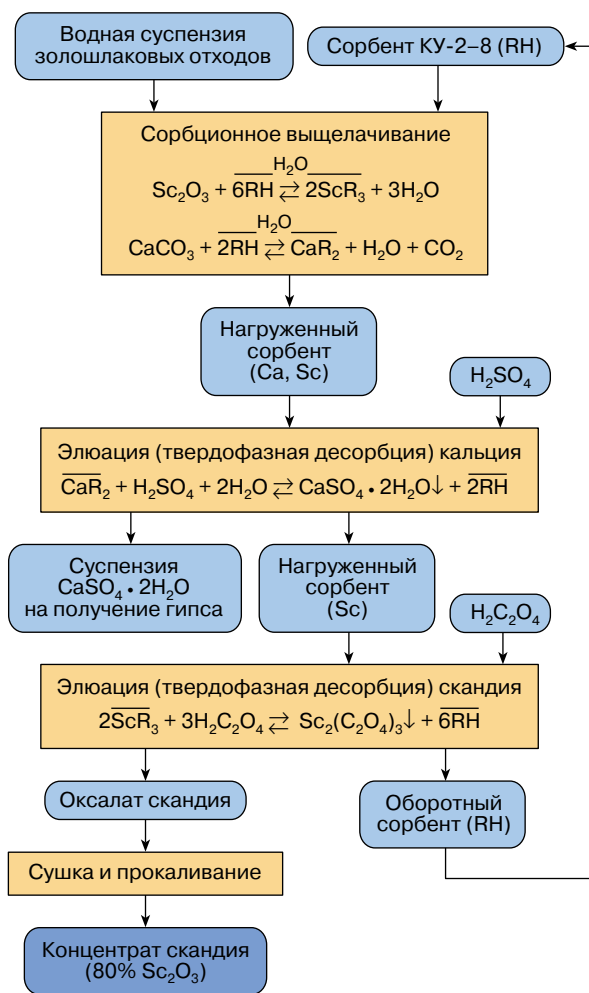 Водная суспензия
золошлаковых отходов
Сорбент КУ-2–8 (RH)
Сорбционное выщелачивание
H₂O
Sc₂O₃ + 6RH ⇄ 2ScR₃ + 3H₂O
H₂O
CaCO₃ + 2RH ⇄ CaR₂ + H₂O + CO₂
Нагруженный
сорбент
(Ca, Sc)
H₂SO₄
Элюация (твердофазная десорбция) кальция
CaR₂ + H₂SO₄ + 2H₂O ⇄ CaSO₄ • 2H₂O↓ + 2RH
Суспензия
CaSO₄ • 2H₂O
на получение гипса
Нагруженный
сорбент
(Sc)
H₂C₂O₄
Элюация (твердофазная десорбция) скандия
2ScR₃ + 3H₂C₂O₄ ⇄ Sc₂(C₂O₄)₃↓ + 6RH
Оксалат скандия
Оборотный
сорбент (RH)
Сушка и прокаливание
Концентрат скандия
(80% Sc₂O₃)